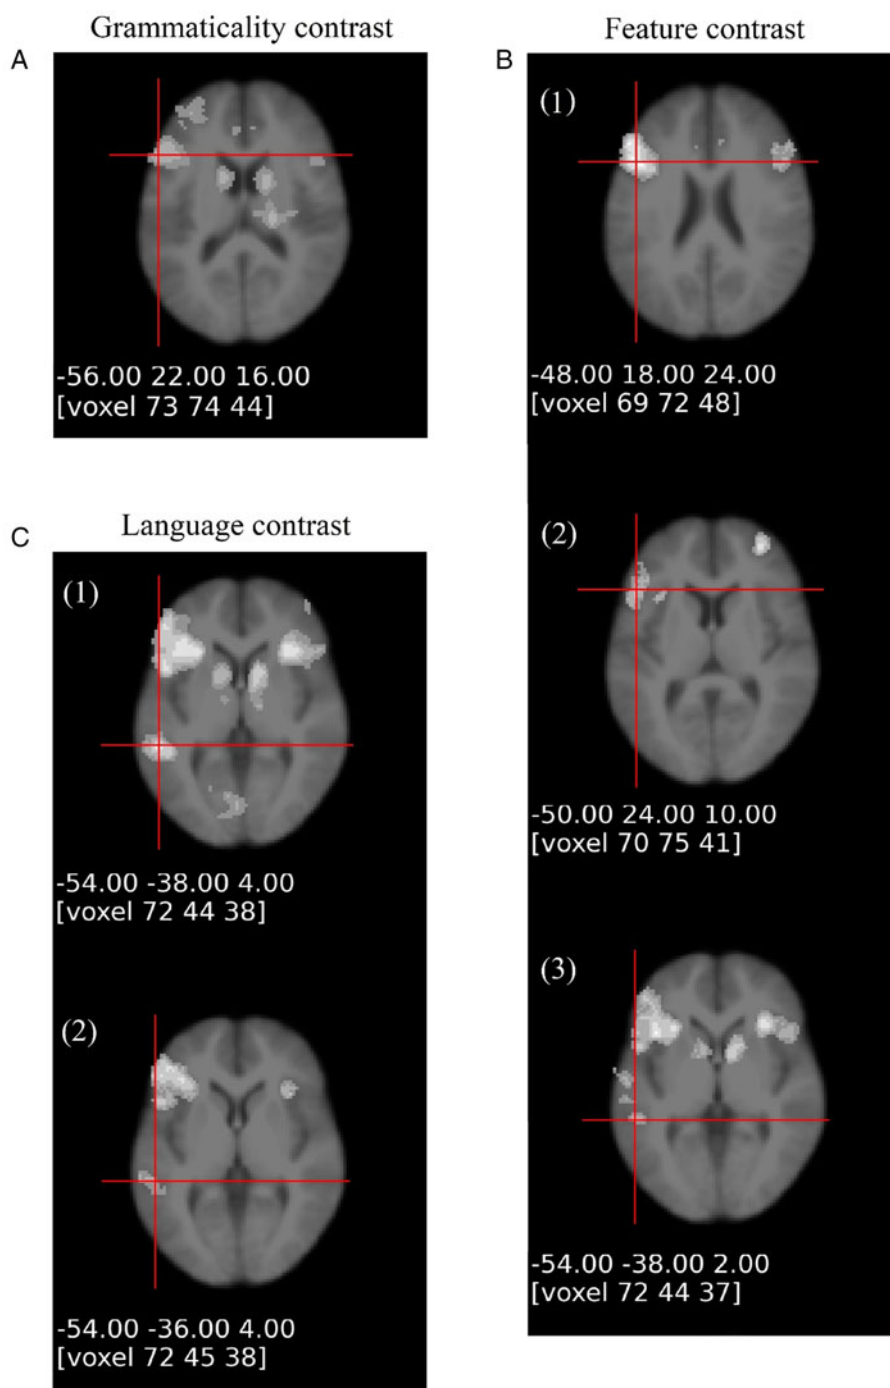 Grammaticality contrast
A
-56.00 22.00 16.00
[voxel 73 74 44]
Feature contrast
B
(1)
-48.00 18.00 24.00
[voxel 69 72 48]
(2)
-50.00 24.00 10.00
[voxel 70 75 41]
(3)
-54.00 -38.00 2.00
[voxel 72 44 37]
Language contrast
C
(1)
-54.00 -38.00 4.00
[voxel 72 44 38]
(2)
-54.00 -36.00 4.00
[voxel 72 45 38]